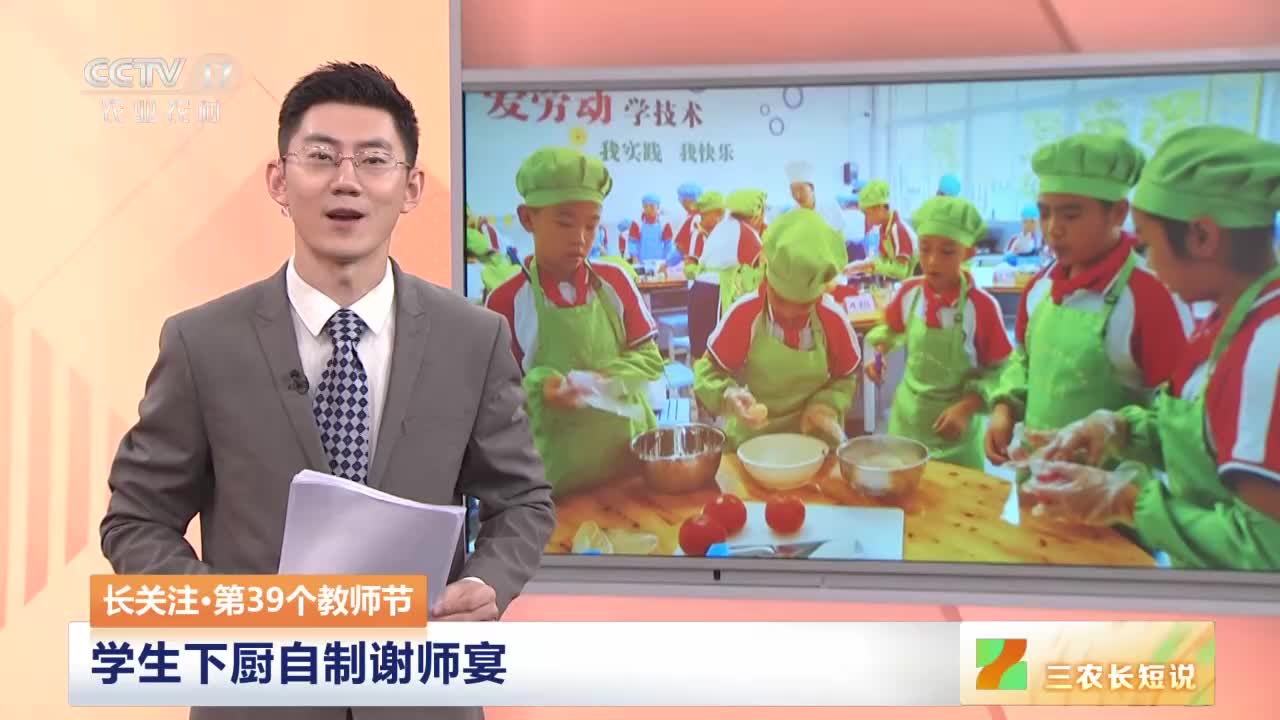 CCTV 17
农业农村
爱劳动 学技术
我实践 我快乐
长关注·第39个教师节
学生下厨自制谢师宴
三农长短说